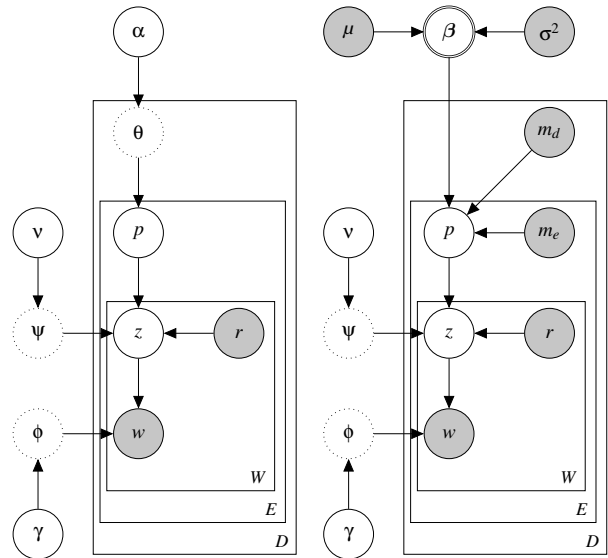 α μ β σ²
θ m_d
ν p ν p m_e
ψ z r ψ z r
ϕ w ϕ w
W W
E E
γ D γ D